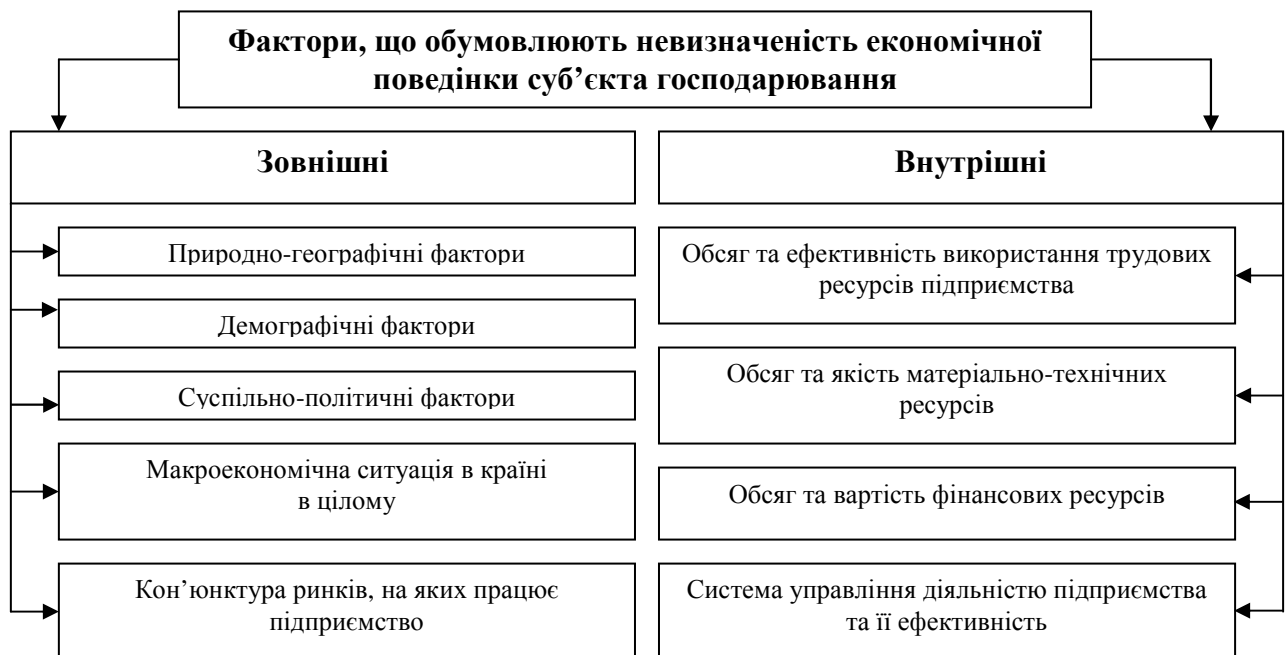 Фактори, що обумовлюють невизначеність економічної
поведінки суб’єкта господарювання
Зовнішні
Природно-географічні фактори
Демографічні фактори
Суспільно-політичні фактори
Макроекономічна ситуація в країні
в цілому
Кон’юнктура ринків, на яких працює
підприємство
Внутрішні
Обсяг та ефективність використання трудових
ресурсів підприємства
Обсяг та якість матеріально-технічних
ресурсів
Обсяг та вартість фінансових ресурсів
Система управління діяльністю підприємства
та її ефективність